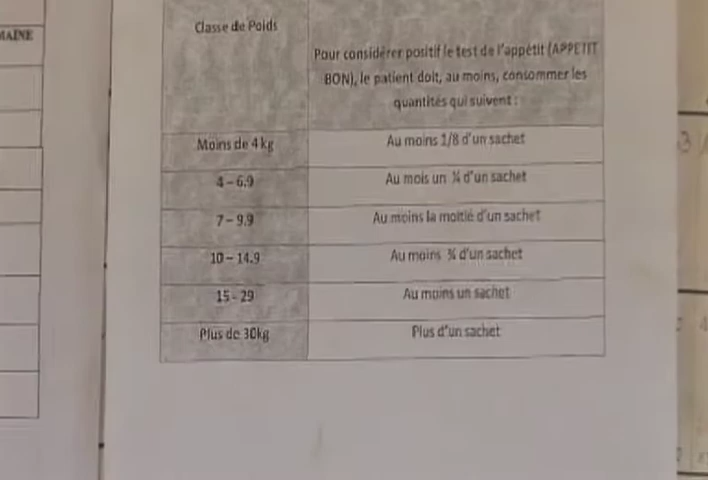 MAINE
Classe de Poids
Pour considérer positif le test de l'appétit (APPETIT
BON), le patient doit, au moins, consommer les
quantités qui suivent :
Moins de 4 kg
Au moins 1/8 d'un sachet
4 – 6.9
Au mois un ¼ d'un sachet
7 – 9.9
Au moins la moitié d'un sachet
10 – 14.9
Au moins ¾ d'un sachet
15 - 29
Au moins un sachet
Plus de 30kg
Plus d'un sachet
3